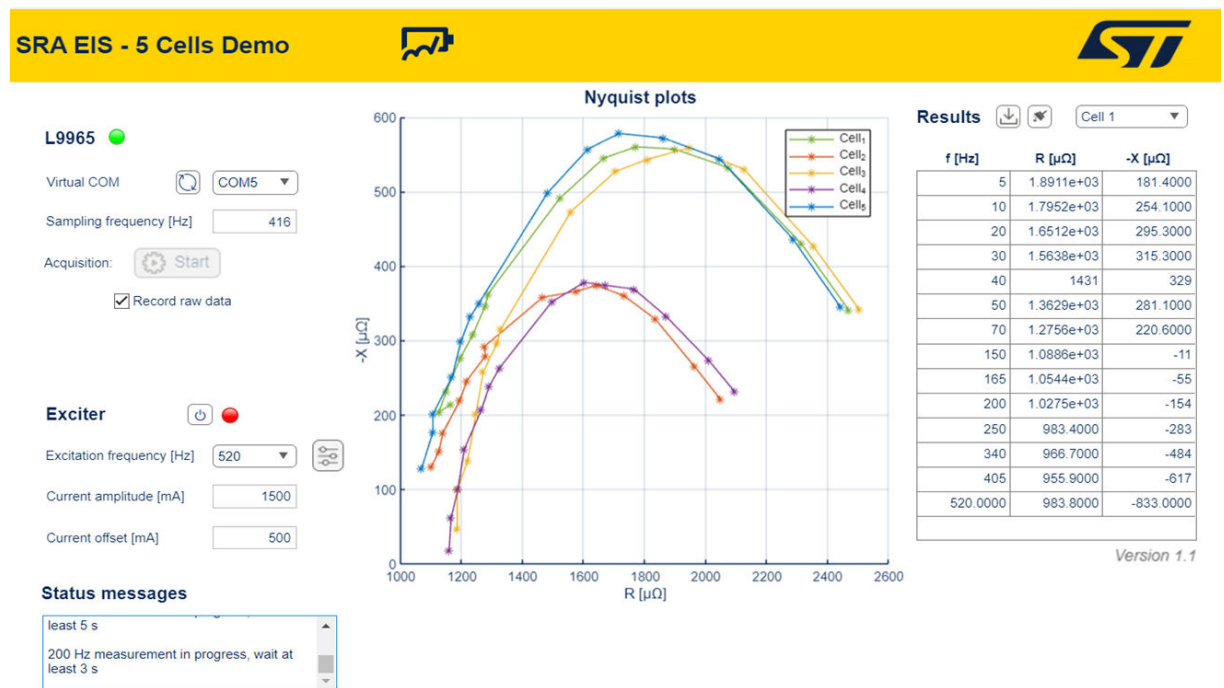 SRA EIS - 5 Cells Demo
ST
L9965
Virtual COM COM5
Sampling frequency [Hz] 416
Acquisition: Start
Record raw data
Exciter
Excitation frequency [Hz] 520
Current amplitude [mA] 1500
Current offset [mA] 500
Status messages
least 5 s
200 Hz measurement in progress, wait at
least 3 s
Nyquist plots
-X [µΩ]
600
500
400
300
200
100
0
1000 1200 1400 1600 1800 2000 2200 2400 2600
R [µΩ]
Cell₁
Cell₂
Cell₃
Cell₄
Cell₅
Results Cell 1
f [Hz] R [µΩ] -X [µΩ]
5 1.8911e+03 181.4000
10 1.7952e+03 254.1000
20 1.6512e+03 295.3000
30 1.5638e+03 315.3000
40 1431 329
50 1.3629e+03 281.1000
70 1.2756e+03 220.6000
150 1.0886e+03 -11
165 1.0544e+03 -55
200 1.0275e+03 -154
250 983.4000 -283
340 966.7000 -484
405 955.9000 -617
520.0000 983.8000 -833.0000
Version 1.1